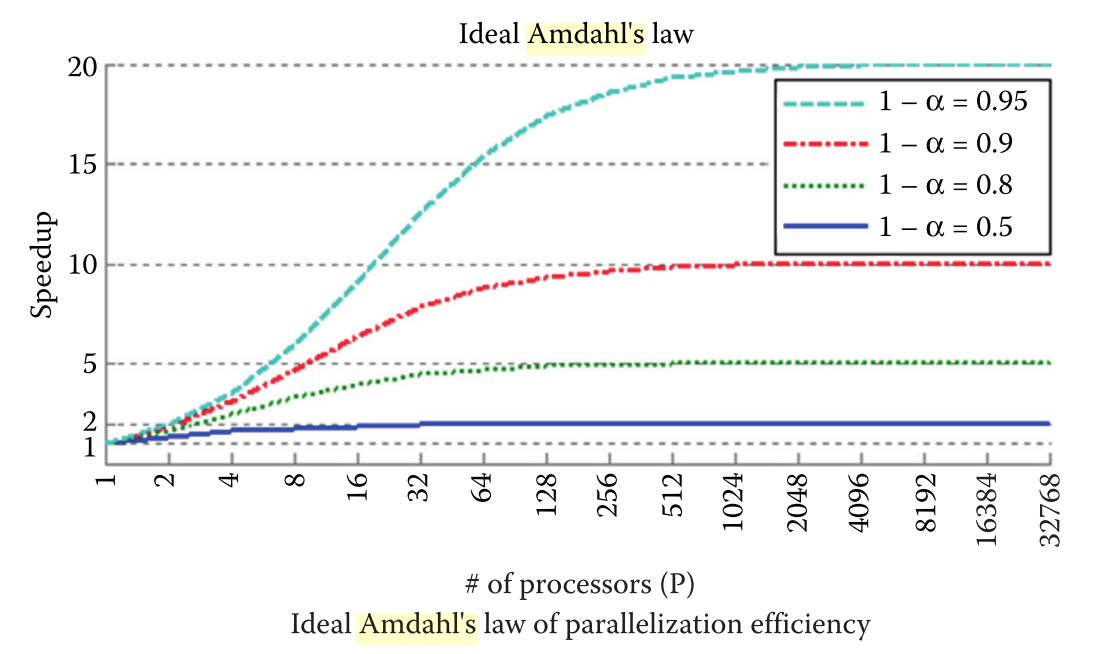 Ideal Amdahl's law
20
15
10
5
2
1
Speedup
1 – α = 0.95
1 – α = 0.9
1 – α = 0.8
1 – α = 0.5
1 2 4 8 16 32 64 128 256 512 1024 2048 4096 8192 16384 32768
# of processors (P)
Ideal Amdahl's law of parallelization efficiency